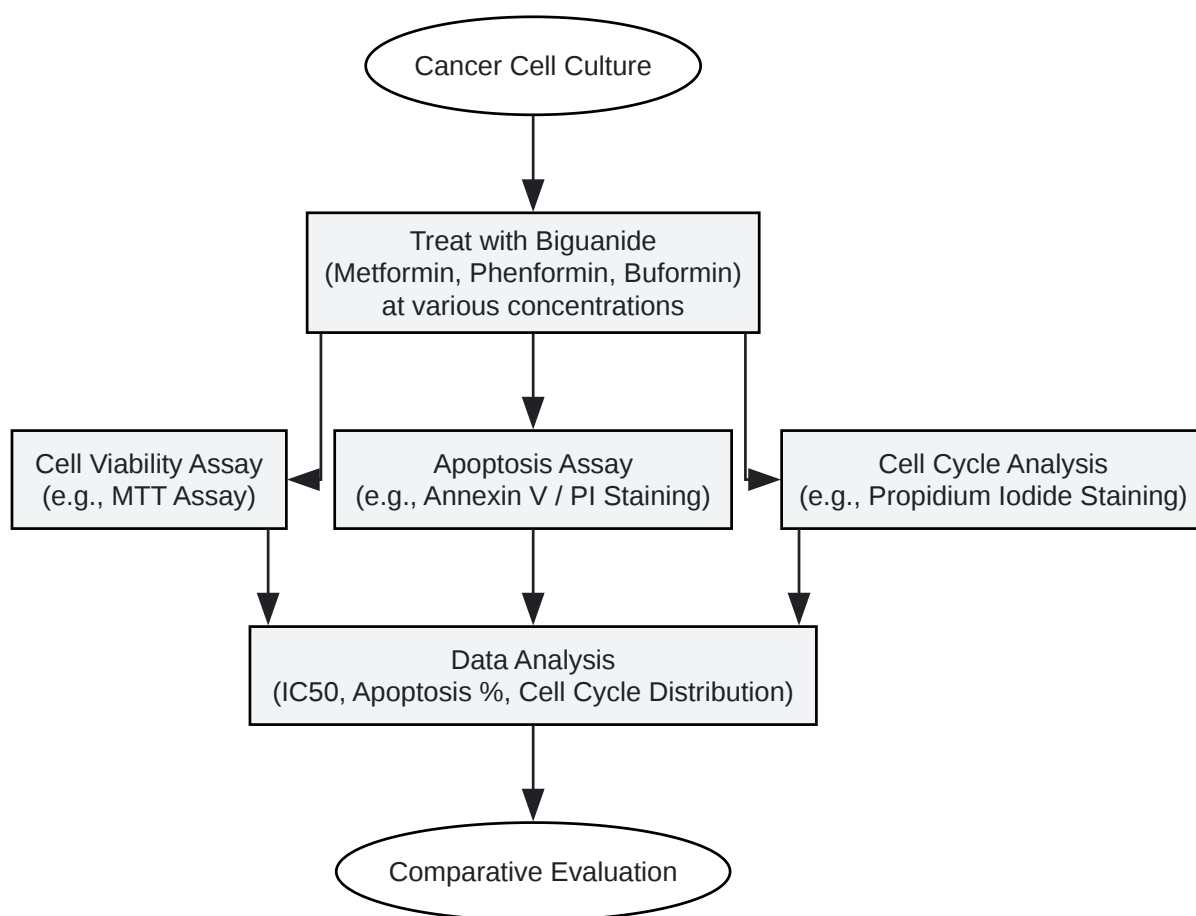 Cancer Cell Culture
Treat with Biguanide
(Metformin, Phenformin, Buformin)
at various concentrations
Cell Viability Assay
(e.g., MTT Assay)
Apoptosis Assay
(e.g., Annexin V / PI Staining)
Cell Cycle Analysis
(e.g., Propidium Iodide Staining)
Data Analysis
(IC50, Apoptosis %, Cell Cycle Distribution)
Comparative Evaluation